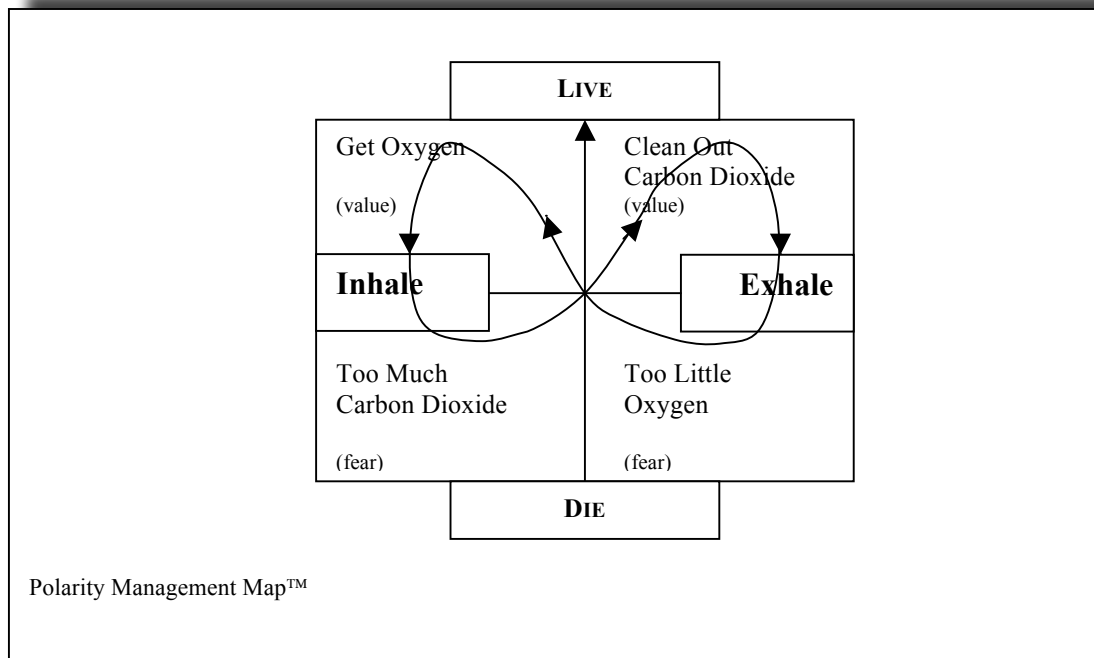 LIVE
Get Oxygen
(value)
Clean Out
Carbon Dioxide
(value)
Inhale
Exhale
Too Much
Carbon Dioxide
(fear)
Too Little
Oxygen
(fear)
DIE
Polarity Management Map™